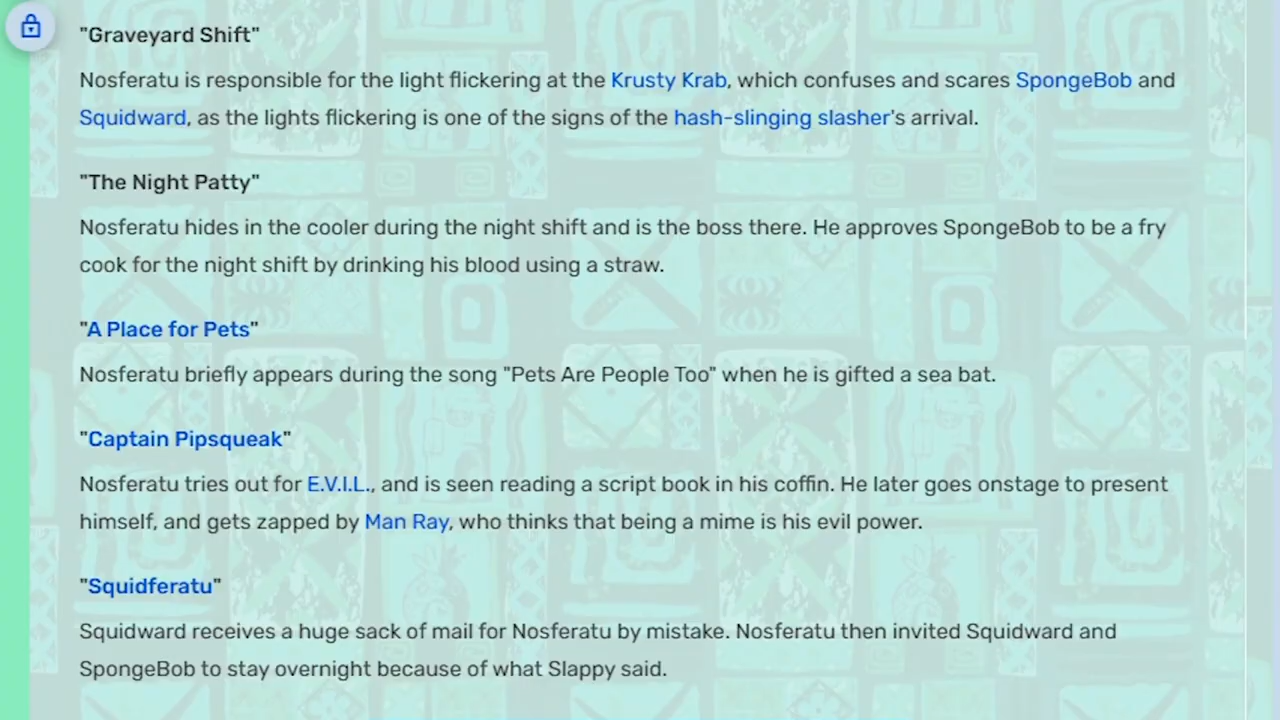 "Graveyard Shift"
Nosferatu is responsible for the light flickering at the Krusty Krab, which confuses and scares SpongeBob and
Squidward, as the lights flickering is one of the signs of the hash-slinging slasher's arrival.
"The Night Patty"
Nosferatu hides in the cooler during the night shift and is the boss there. He approves SpongeBob to be a fry
cook for the night shift by drinking his blood using a straw.
"A Place for Pets"
Nosferatu briefly appears during the song "Pets Are People Too" when he is gifted a sea bat.
"Captain Pipsqueak"
Nosferatu tries out for E.V.I.L., and is seen reading a script book in his coffin. He later goes onstage to present
himself, and gets zapped by Man Ray, who thinks that being a mime is his evil power.
"Squidferatu"
Squidward receives a huge sack of mail for Nosferatu by mistake. Nosferatu then invited Squidward and
SpongeBob to stay overnight because of what Slappy said.